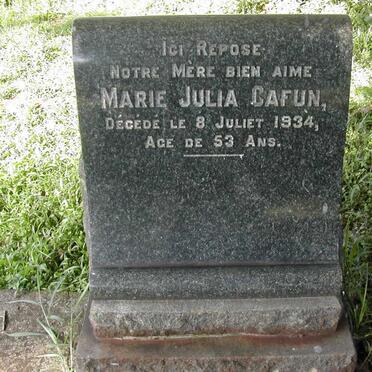 ICI REPOSE
NOTRE MÈRE BIEN AIME
MARIE JULIA CAFUN,
DÉCÉDÉ LE 8 JULIET 1934,
AGE DE 53 ANS.